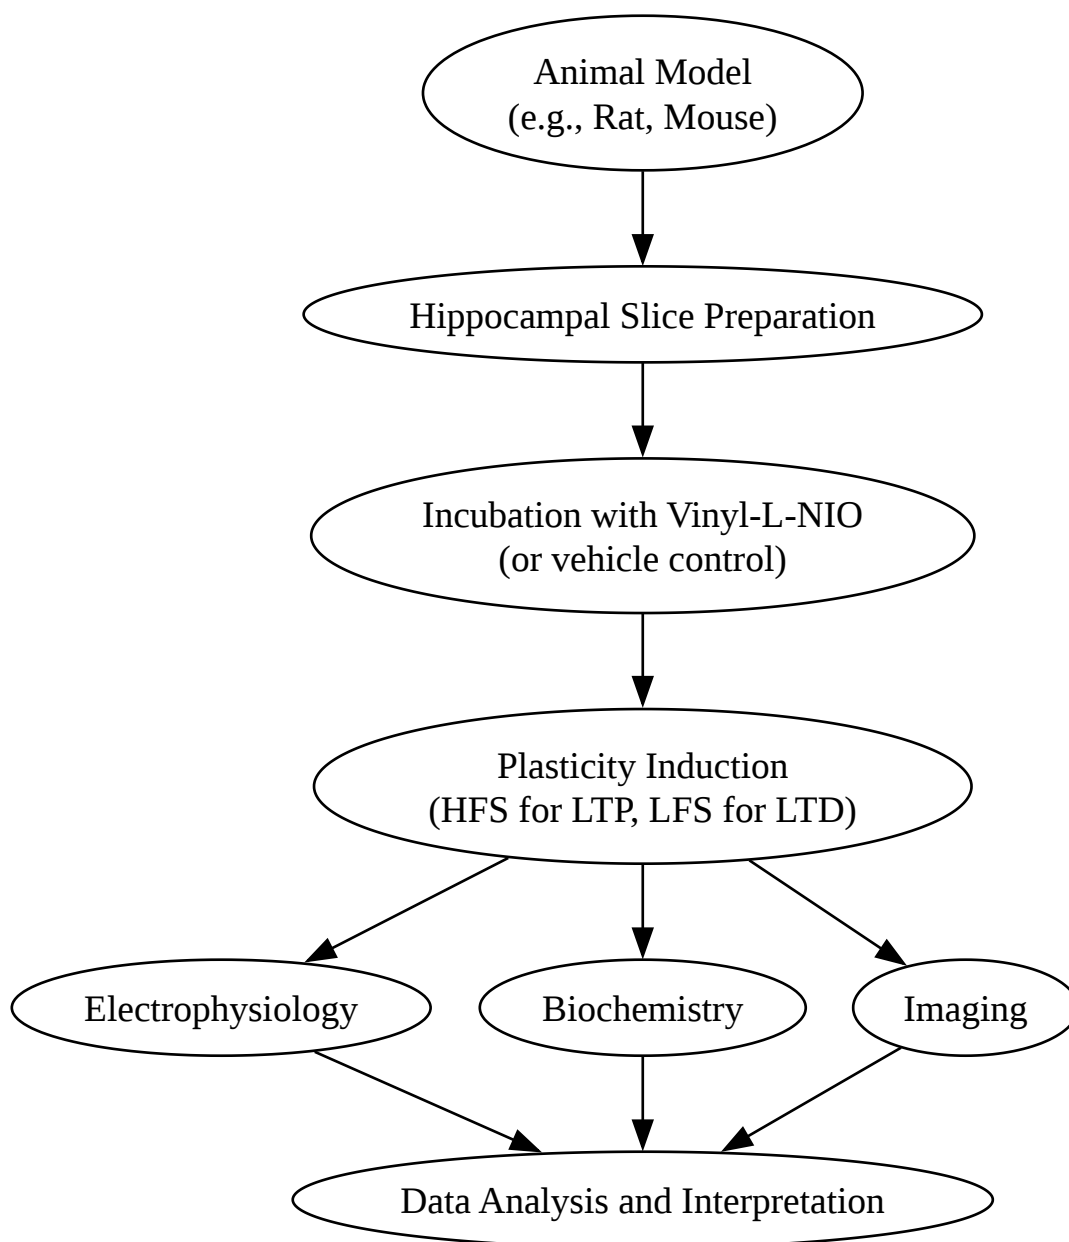 Animal Model
(e.g., Rat, Mouse)
Hippocampal Slice Preparation
Incubation with Vinyl-L-NIO
(or vehicle control)
Plasticity Induction
(HFS for LTP, LFS for LTD)
Electrophysiology
Biochemistry
Imaging
Data Analysis and Interpretation